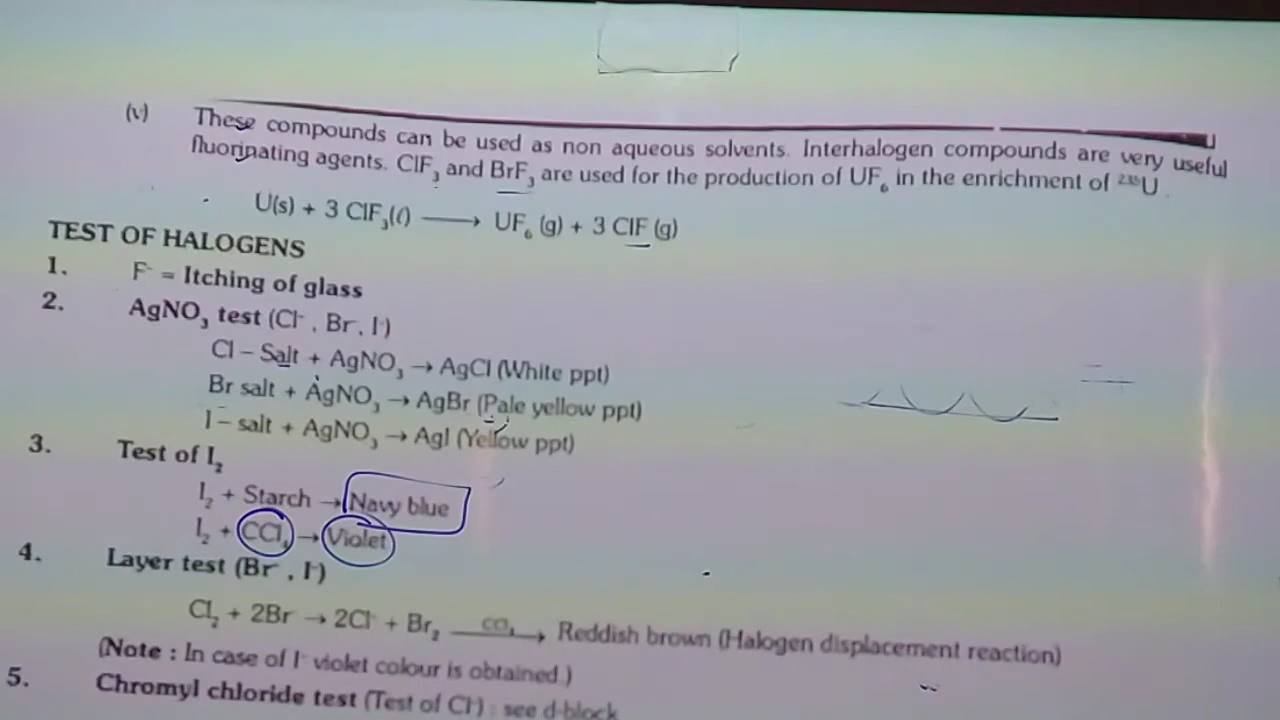 (v) These compounds can be used as non aqueous solvents. Interhalogen compounds are very useful
fluorinating agents. ClF₃ and BrF₃ are used for the production of UF₆ in the enrichment of ²³⁵U.
U(s) + 3 ClF₃(ℓ) ⟶ UF₆ (g) + 3 ClF (g)
TEST OF HALOGENS
1. F⁻ = Itching of glass
2. AgNO₃ test (Cl⁻, Br⁻, I⁻)
Cl – Salt + AgNO₃ → AgCl (White ppt)
Br salt + AgNO₃ → AgBr (Pale yellow ppt)
I – salt + AgNO₃ → AgI (Yellow ppt)
3. Test of I₂
I₂ + Starch → Navy blue
I₂ + CCl₄ → Violet
4. Layer test (Br⁻, I⁻)
Cl₂ + 2Br⁻ → 2Cl⁻ + Br₂ ⟶ Reddish brown (Halogen displacement reaction)
(Note : In case of I⁻ violet colour is obtained.)
5. Chromyl chloride test (Test of Cl⁻) : see d-block